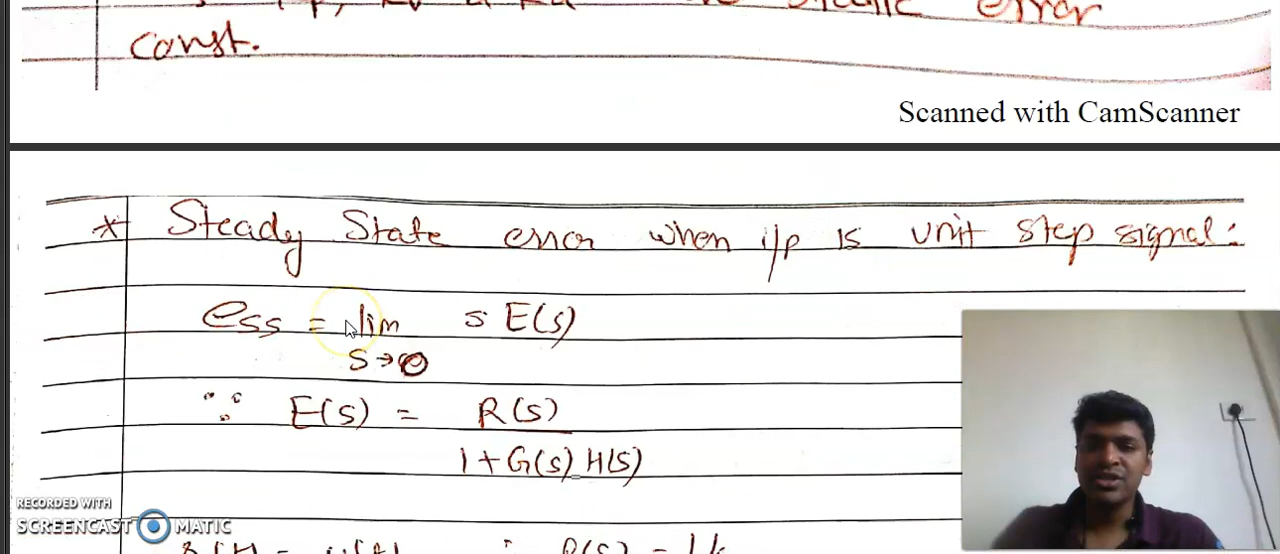 error
const.
Scanned with CamScanner
* Steady State error when i/p is unit step signal:
ess = lim s E(s)
s→0
∵ E(s) = R(s)
1+G(s) H(s)
RECORDED WITH
SCREENCAST MATIC